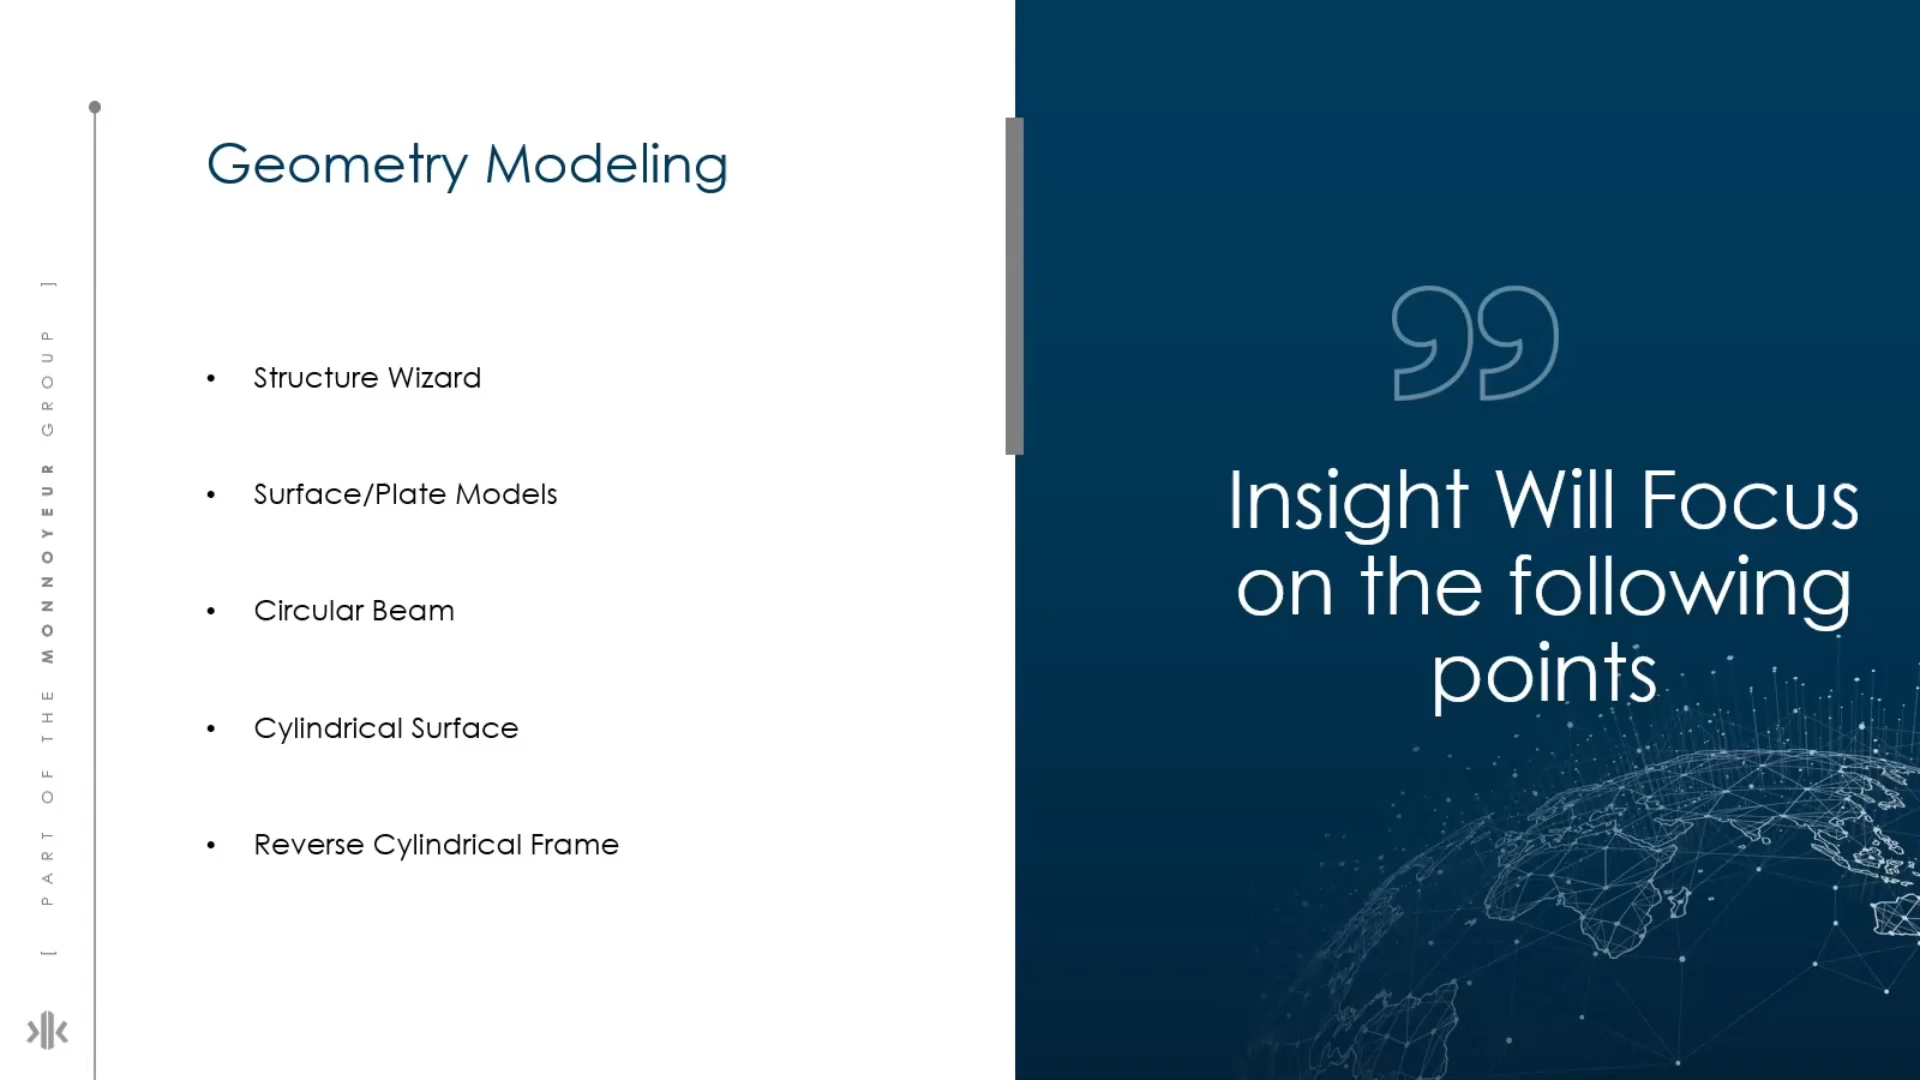 [ PART OF THE MONNOYEUR GROUP ]
Geometry Modeling
• Structure Wizard
• Surface/Plate Models
• Circular Beam
• Cylindrical Surface
• Reverse Cylindrical Frame
”
Insight Will Focus
on the following
points